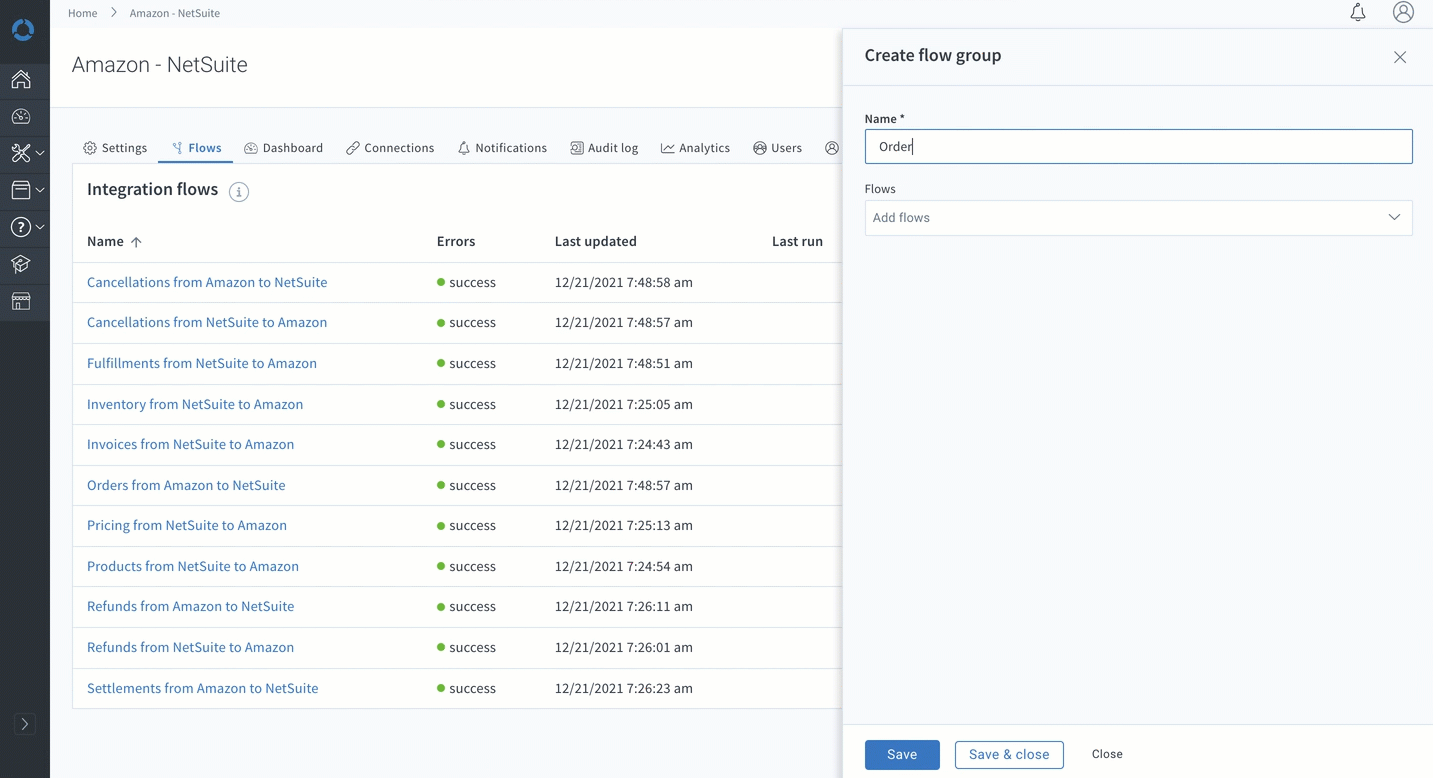 Home > Amazon - NetSuite
Amazon - NetSuite
Settings Flows Dashboard Connections Notifications Audit log Analytics Users
Integration flows
Name Errors Last updated Last run
Cancellations from Amazon to NetSuite success 12/21/2021 7:48:58 am
Cancellations from NetSuite to Amazon success 12/21/2021 7:48:57 am
Fulfillments from NetSuite to Amazon success 12/21/2021 7:48:51 am
Inventory from NetSuite to Amazon success 12/21/2021 7:25:05 am
Invoices from NetSuite to Amazon success 12/21/2021 7:24:43 am
Orders from Amazon to NetSuite success 12/21/2021 7:48:57 am
Pricing from NetSuite to Amazon success 12/21/2021 7:25:13 am
Products from NetSuite to Amazon success 12/21/2021 7:24:54 am
Refunds from Amazon to NetSuite success 12/21/2021 7:26:11 am
Refunds from NetSuite to Amazon success 12/21/2021 7:26:01 am
Settlements from Amazon to NetSuite success 12/21/2021 7:26:23 am
Create flow group
Name *
Order
Flows
Add flows
Save Save & close Close